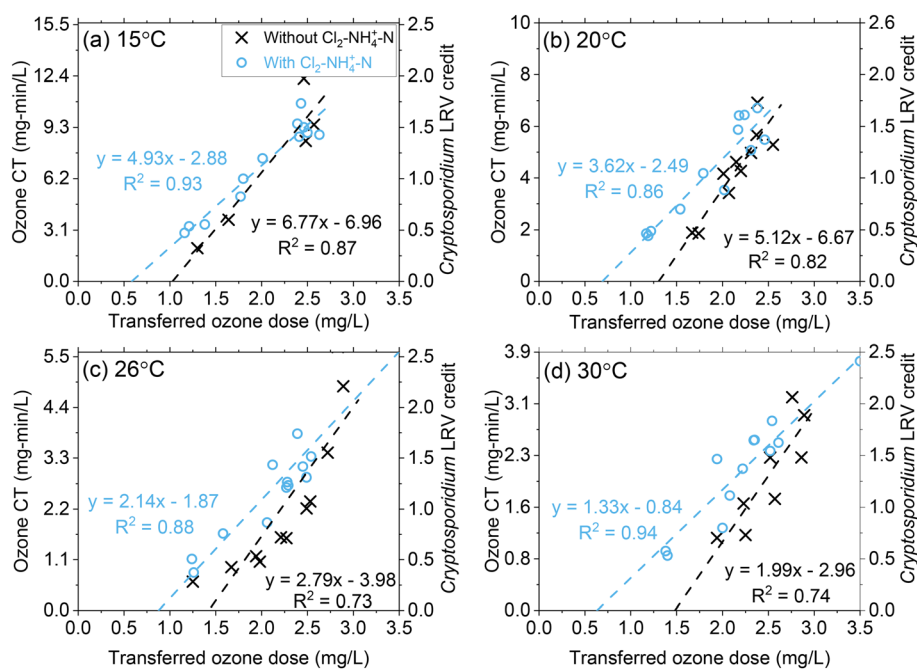 (a) 15°C
× Without Cl₂-NH₄⁺-N
○ With Cl₂-NH₄⁺-N
15.5
12.4
9.3
6.2
3.1
0.0
Ozone CT (mg-min/L)
y = 4.93x - 2.88
R² = 0.93
y = 6.77x - 6.96
R² = 0.87
2.5
2.0
1.5
1.0
0.5
0.0
Cryptosporidium LRV credit
0.0 0.5 1.0 1.5 2.0 2.5 3.0 3.5
Transferred ozone dose (mg/L)
(b) 20°C
10
8
6
4
2
0
Ozone CT (mg-min/L)
y = 3.62x - 2.49
R² = 0.86
y = 5.12x - 6.67
R² = 0.82
2.6
2.0
1.5
1.0
0.5
0.0
Cryptosporidium LRV credit
0.0 0.5 1.0 1.5 2.0 2.5 3.0 3.5
Transferred ozone dose (mg/L)
(c) 26°C
5.5
4.4
3.3
2.2
1.1
0.0
Ozone CT (mg-min/L)
y = 2.14x - 1.87
R² = 0.88
y = 2.79x - 3.98
R² = 0.73
2.5
2.0
1.5
1.0
0.5
0.0
Cryptosporidium LRV credit
0.0 0.5 1.0 1.5 2.0 2.5 3.0 3.5
Transferred ozone dose (mg/L)
(d) 30°C
3.9
3.1
2.3
1.6
0.8
0.0
Ozone CT (mg-min/L)
y = 1.33x - 0.84
R² = 0.94
y = 1.99x - 2.96
R² = 0.74
2.5
2.0
1.5
1.0
0.5
0.0
Cryptosporidium LRV credit
0.0 0.5 1.0 1.5 2.0 2.5 3.0 3.5
Transferred ozone dose (mg/L)